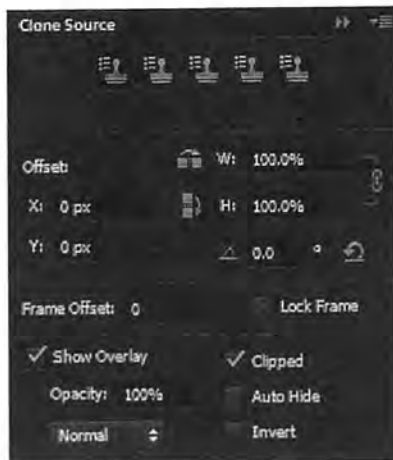 Clone Source
Offset: W: 100.0%
X: 0 px H: 100.0%
Y: 0 px 0.0 °
Frame Offset: 0 Lock Frame
Show Overlay Clipped
Opacity: 100% Auto Hide
Normal Invert